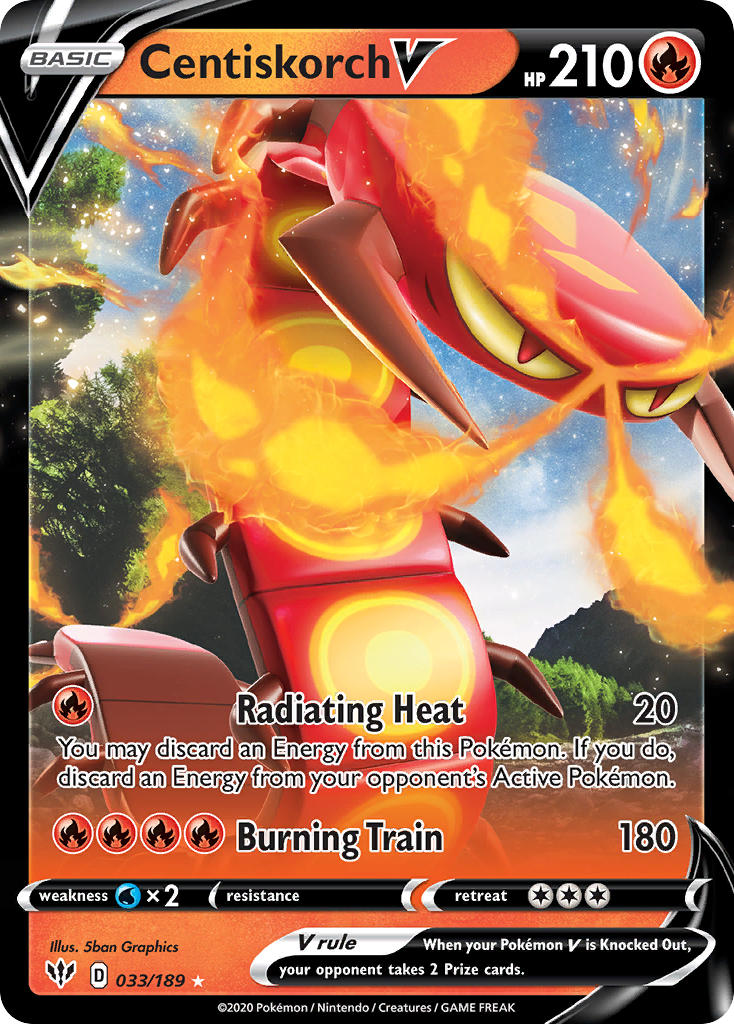 BASIC
Centiskorch V
HP 210
Radiating Heat 20
You may discard an Energy from this Pokémon. If you do,
discard an Energy from your opponent's Active Pokémon.
Burning Train 180
weakness ×2 resistance retreat
Illus. 5ban Graphics
V rule When your Pokémon V is Knocked Out,
your opponent takes 2 Prize cards.
D 033/189
©2020 Pokémon / Nintendo / Creatures / GAME FREAK